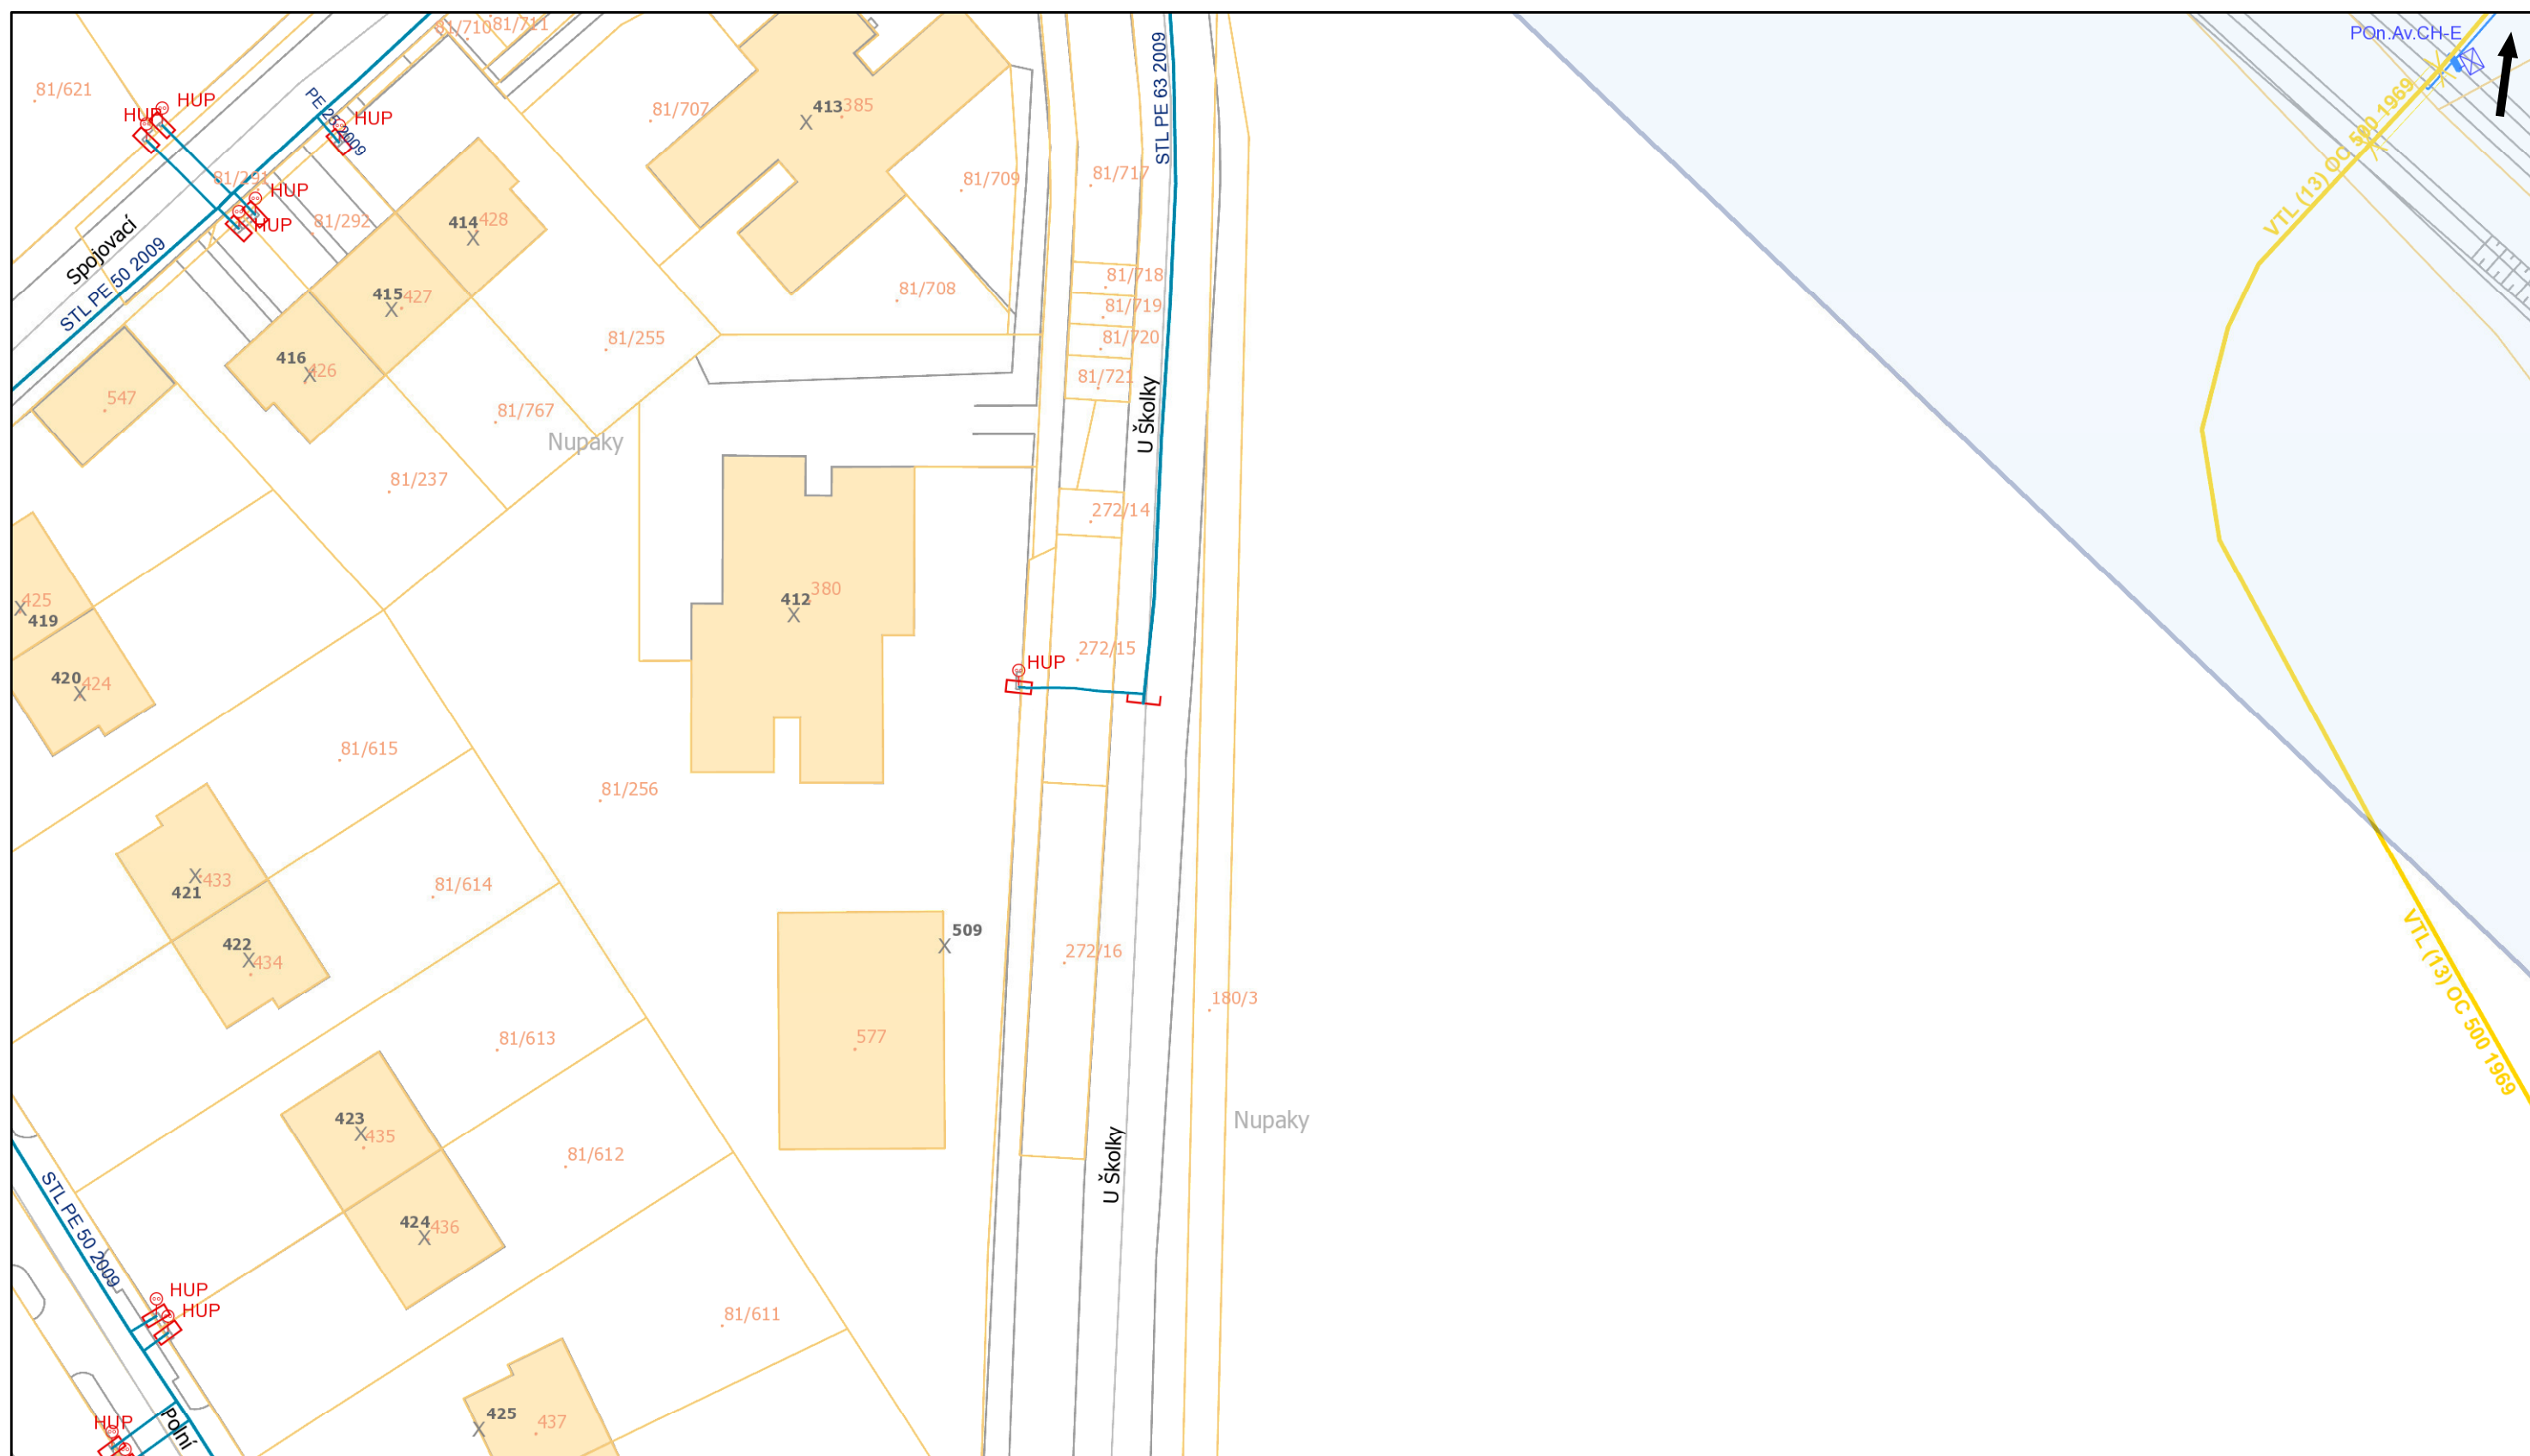 81/710
81/711
POn.Av.CH-E
81/621
HUP
HUP
PE 25 2009
HUP
81/707
413
385
STL PE 63 2009
VTL (13) OC 500 1969
81/291
HUP
HUP
81/292
414
428
81/709
81/717
Spojovací
STL PE 50 2009
415
427
81/708
81/718
81/719
81/720
81/721
416
426
81/255
547
81/767
Nupaky
U Školky
81/237
272/14
425
419
412
380
420
424
HUP
272/15
81/615
81/256
421
433
81/614
422
434
509
272/16
VTL (13) OC 500 1969
577
81/613
180/3
423
435
81/612
Nupaky
U Školky
STL PE 50 2009
424
436
HUP
HUP
81/611
425
437
HUP
Polní